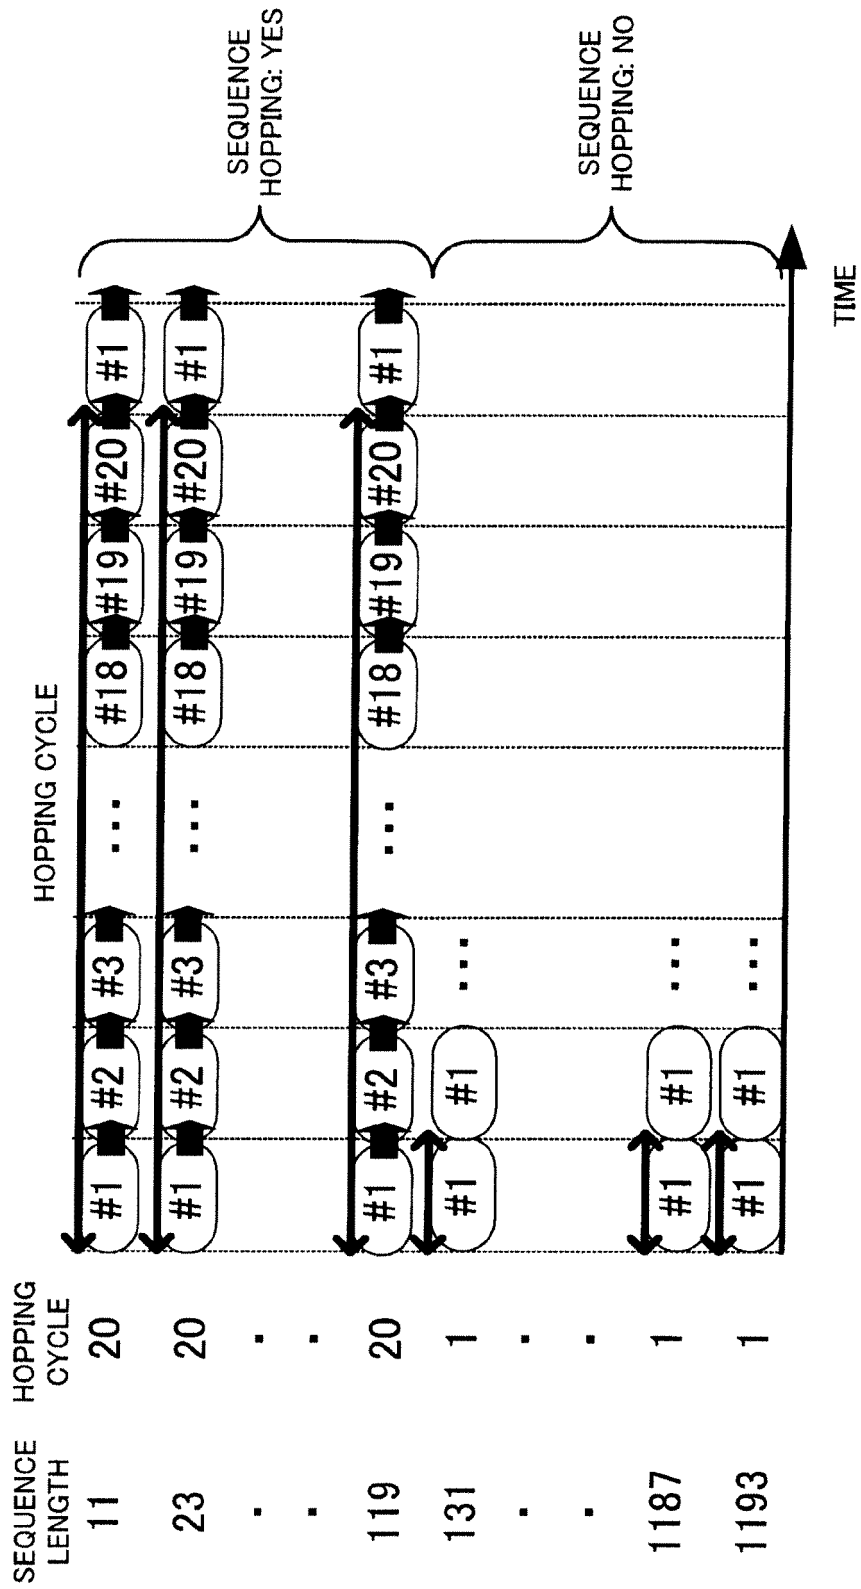 SEQUENCE LENGTH HOPPING CYCLE
HOPPING CYCLE
11 20 #1 #2 #3 ... #18 #19 #20 #1
23 20 #1 #2 #3 ... #18 #19 #20 #1
. .
. .
119 20 #1 #2 #3 ... #18 #19 #20 #1
SEQUENCE
HOPPING: YES
131 1 #1 #1 ...
. .
. .
1187 1 #1 #1 ...
1193 1 #1 #1 ...
SEQUENCE
HOPPING: NO
TIME